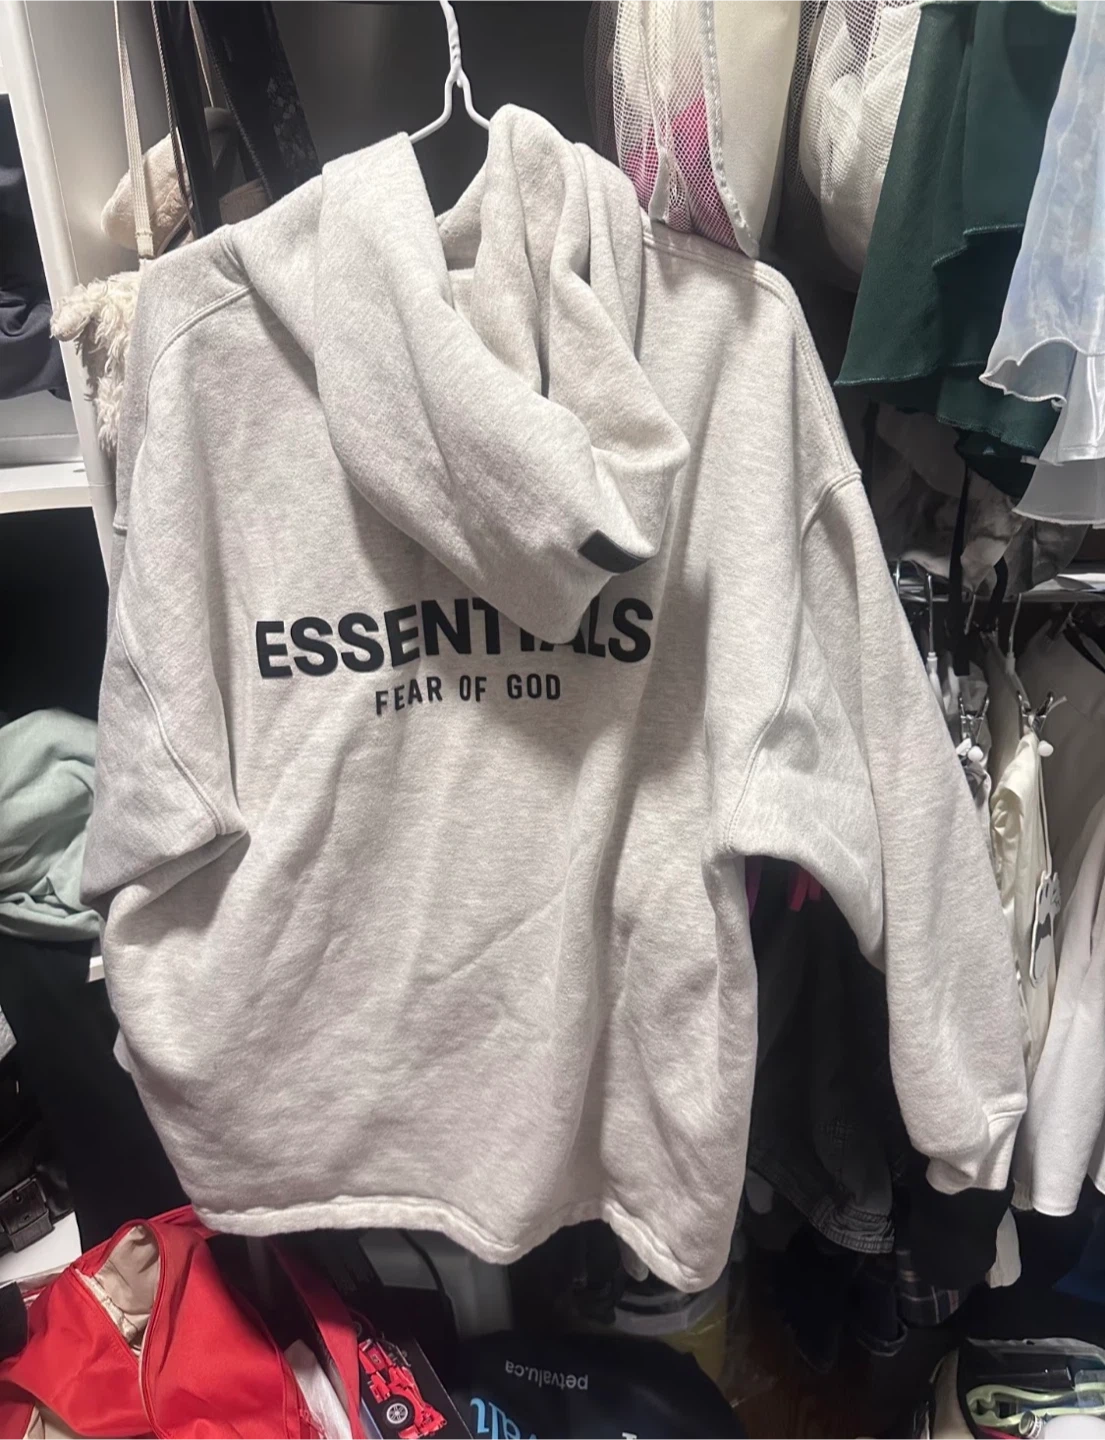 ESSENTIALS
FEAR OF GOD
petvalu.ca